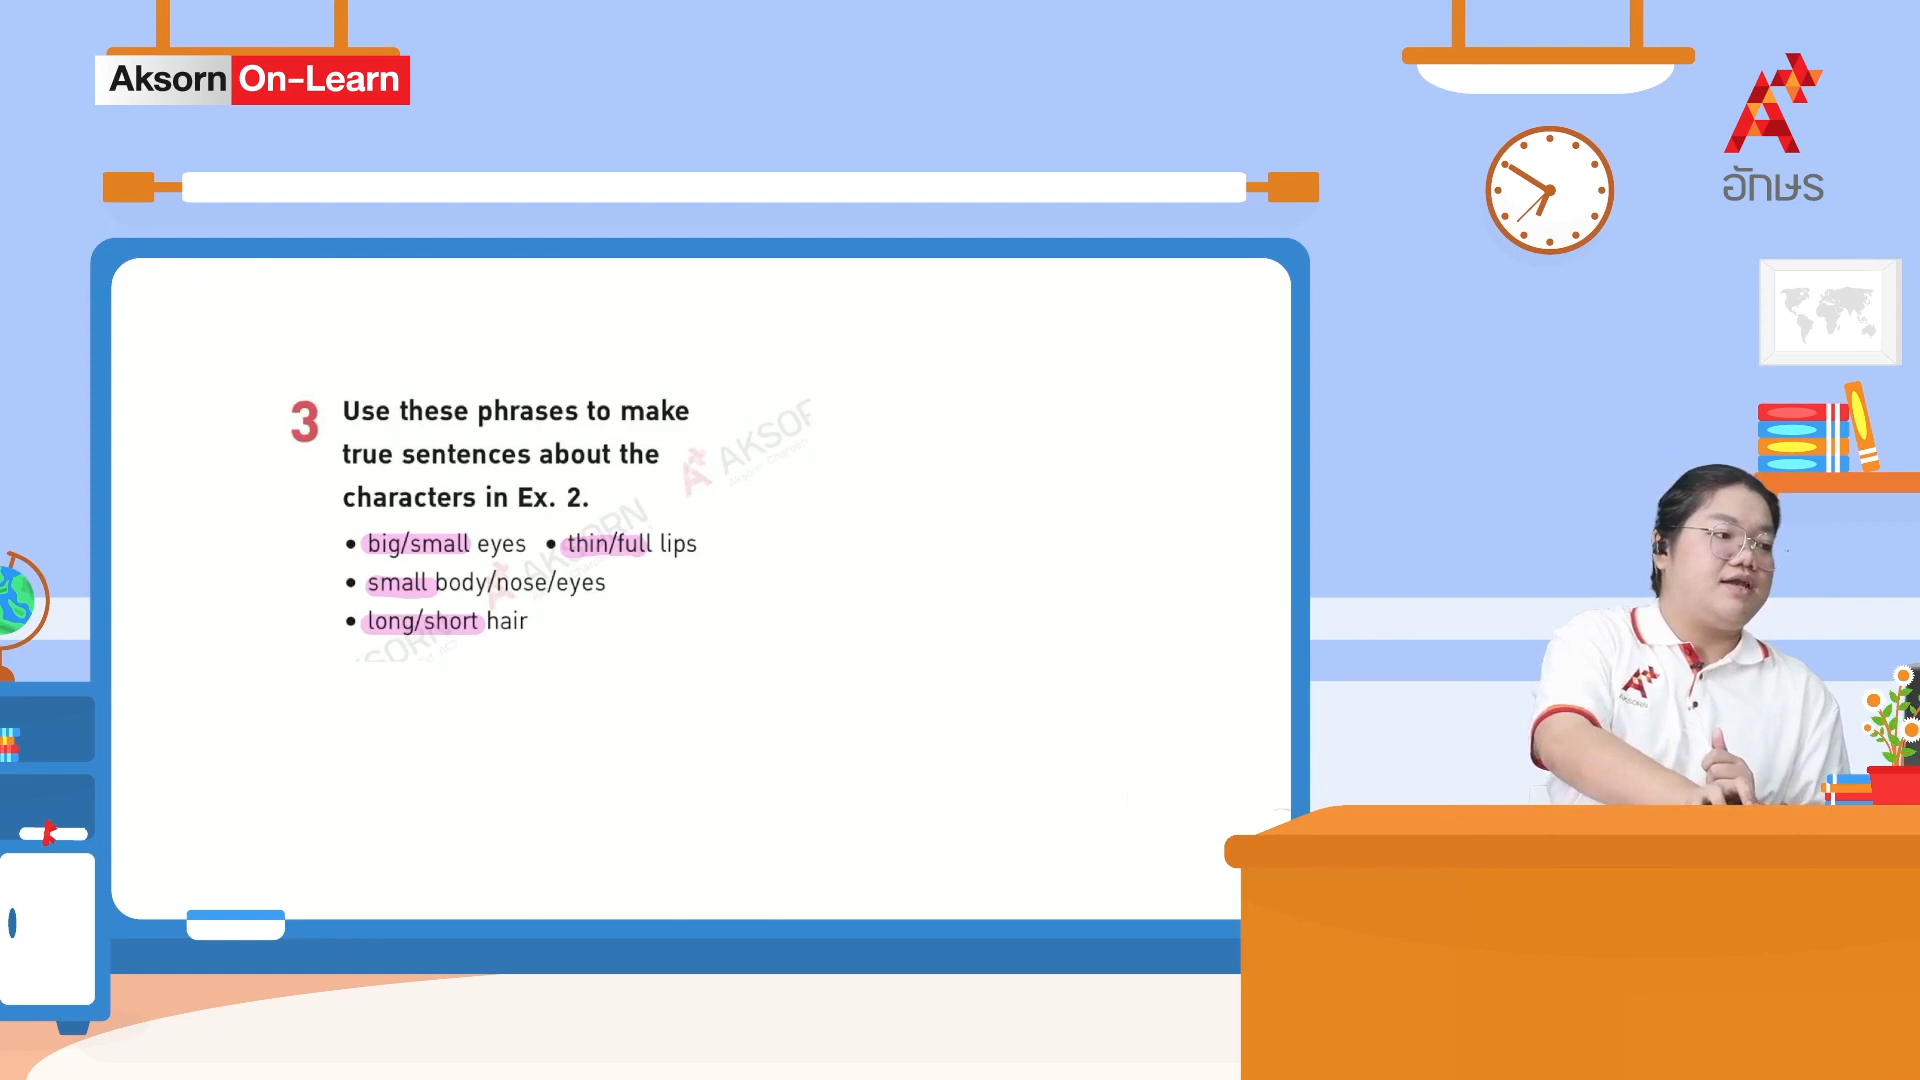 Aksorn On-Learn
อักษร
3 Use these phrases to make
true sentences about the
characters in Ex. 2.
• big/small eyes • thin/full lips
• small body/nose/eyes
• long/short hair
AKSORN